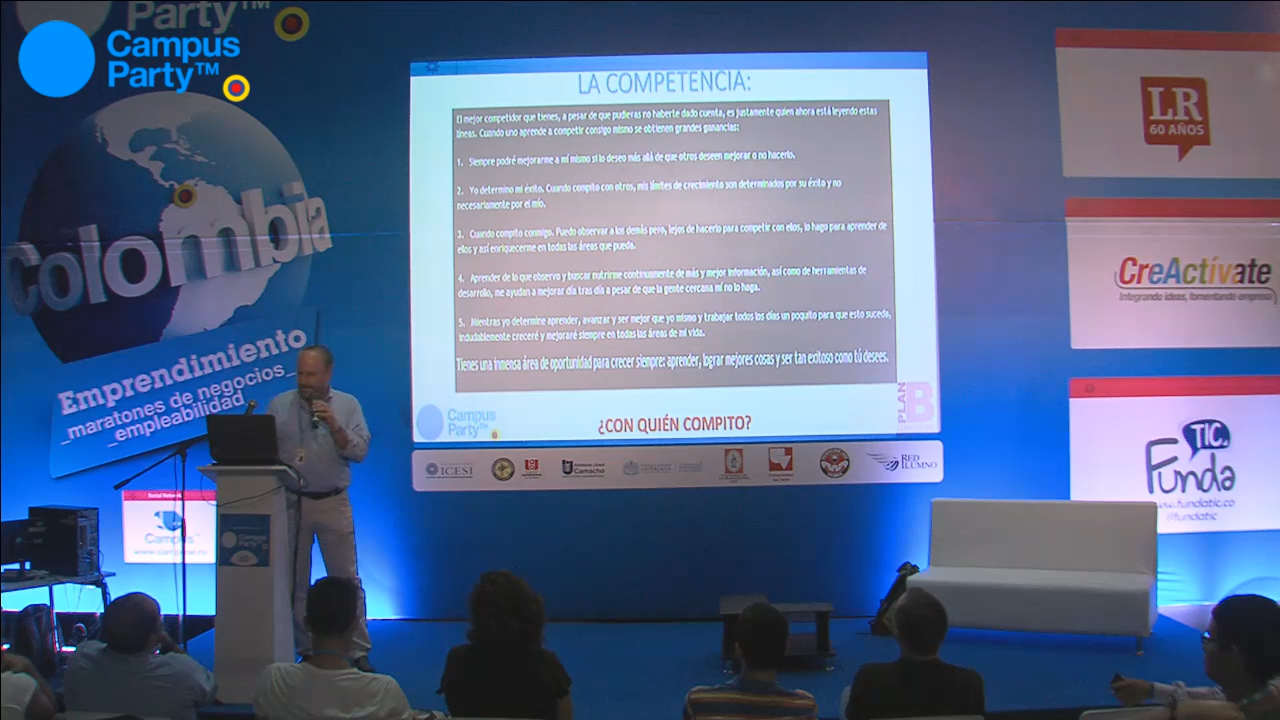 Party™
Campus
Party™
Colombia
Emprendimiento
_maratones de negocios_
_empleabilidad
LA COMPETENCIA:
El mejor competidor que tienes, a pesar de que pudieras no haberte dado cuenta, es justamente quien ahora está leyendo estas
líneas. Cuando uno aprende a competir consigo mismo se obtienen grandes ganancias:
1. Siempre podré mejorarme a mí mismo si lo deseo más allá de que otros deseen mejorar o no hacerlo.
2. Yo determino mi éxito. Cuando compito con otros, mis límites de crecimiento son determinados por su éxito y no
necesariamente por el mío.
3. Cuando compito conmigo. Puedo observar a los demás pero, lejos de hacerlo para competir con ellos, lo hago para aprender de
ellos y así enriquecerme en todas las áreas que pueda.
4. Aprender de lo que observo y buscar nutrirme continuamente de más y mejor información, así como de herramientas de
desarrollo, me ayudan a mejorar día tras día a pesar de que la gente cercana mí no lo haga.
5. Mientras yo determine aprender, avanzar y ser mejor que yo mismo y trabajar todos los días un poquito para que esto suceda,
indudablemente creceré y mejoraré siempre en todas las áreas de mi vida.
Tienes una inmensa área de oportunidad para crecer siempre: aprender, lograr mejores cosas y ser tan exitoso como tú desees.
Campus
Party™
¿CON QUIÉN COMPITO?
PLAN
B
ICESI
Antonio José
Camacho
RED
ILUMNO
LR
60 AÑOS
CreActívate
Integrando ideas, fomentando empresa
TIC.
Funda
www.fundatic.co
@fundatic
Social Network
Campus
Campus
Party™